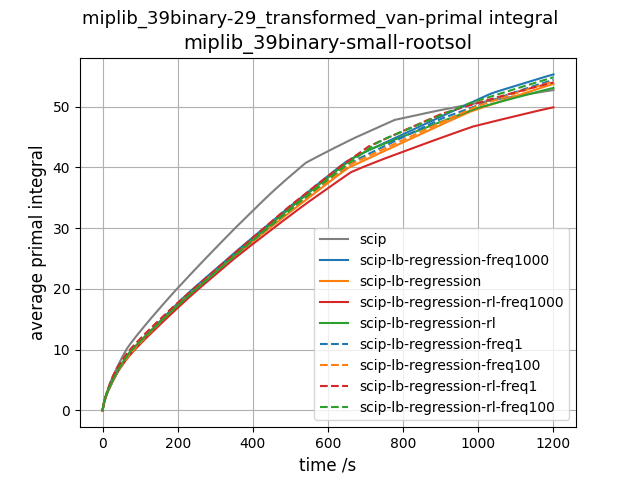 miplib_39binary-29_transformed_van-primal integral
miplib_39binary-small-rootsol
average primal integral
50
40
30
20
10
0
scip
scip-lb-regression-freq1000
scip-lb-regression
scip-lb-regression-rl-freq1000
scip-lb-regression-rl
scip-lb-regression-freq1
scip-lb-regression-freq100
scip-lb-regression-rl-freq1
scip-lb-regression-rl-freq100
0 200 400 600 800 1000 1200
time /s